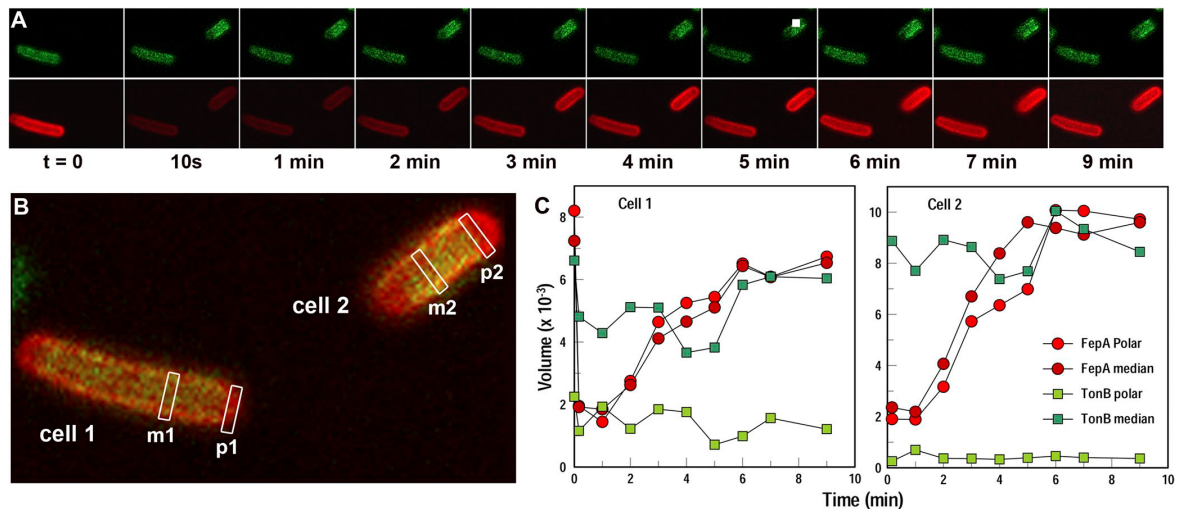 A
t = 0 10s 1 min 2 min 3 min 4 min 5 min 6 min 7 min 9 min
B
cell 1
m1
p1
cell 2
m2
p2
C
Cell 1
8
6
4
2
0
0 2 4 6 8 10
Volume (x 10⁻³)
Cell 2
10
8
6
4
2
0
0 2 4 6 8 10
FepA Polar
FepA median
TonB polar
TonB median
Time (min)